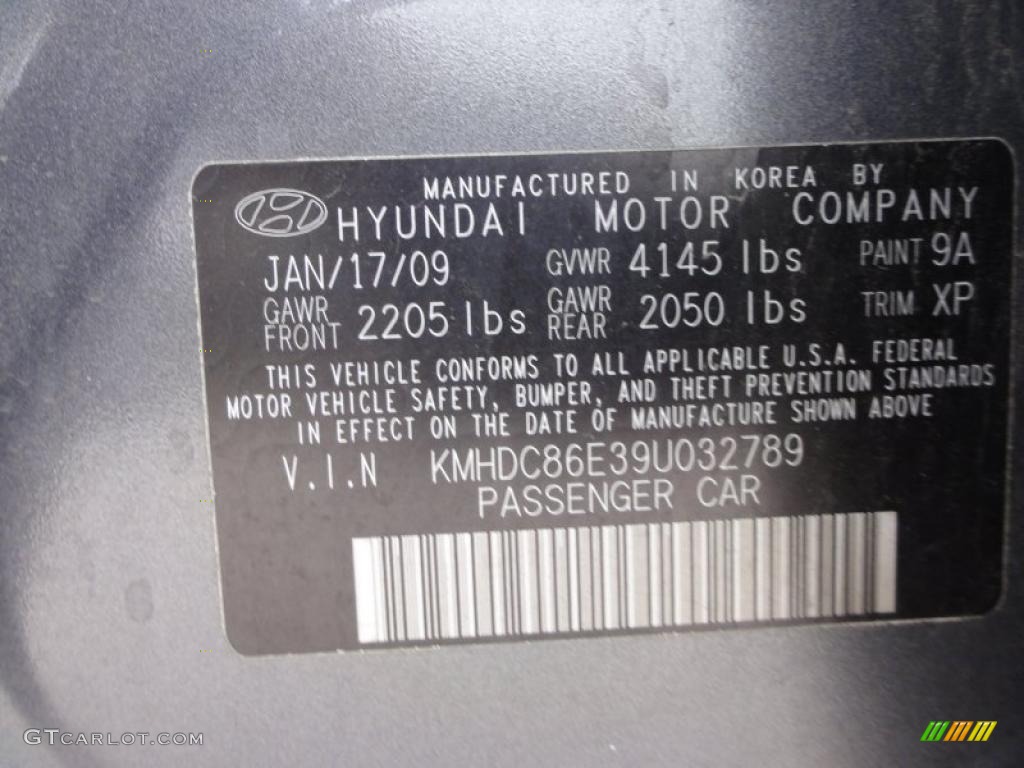 MANUFACTURED IN KOREA BY
HYUNDAI MOTOR COMPANY
JAN/17/09 GVWR 4145 lbs PAINT 9A
GAWR FRONT 2205 lbs GAWR REAR 2050 lbs TRIM XP
THIS VEHICLE CONFORMS TO ALL APPLICABLE U.S.A. FEDERAL
MOTOR VEHICLE SAFETY, BUMPER, AND THEFT PREVENTION STANDARDS
IN EFFECT ON THE DATE OF MANUFACTURE SHOWN ABOVE
V.I.N KMHDC86E39U032789
PASSENGER CAR
GTCARLOT.COM